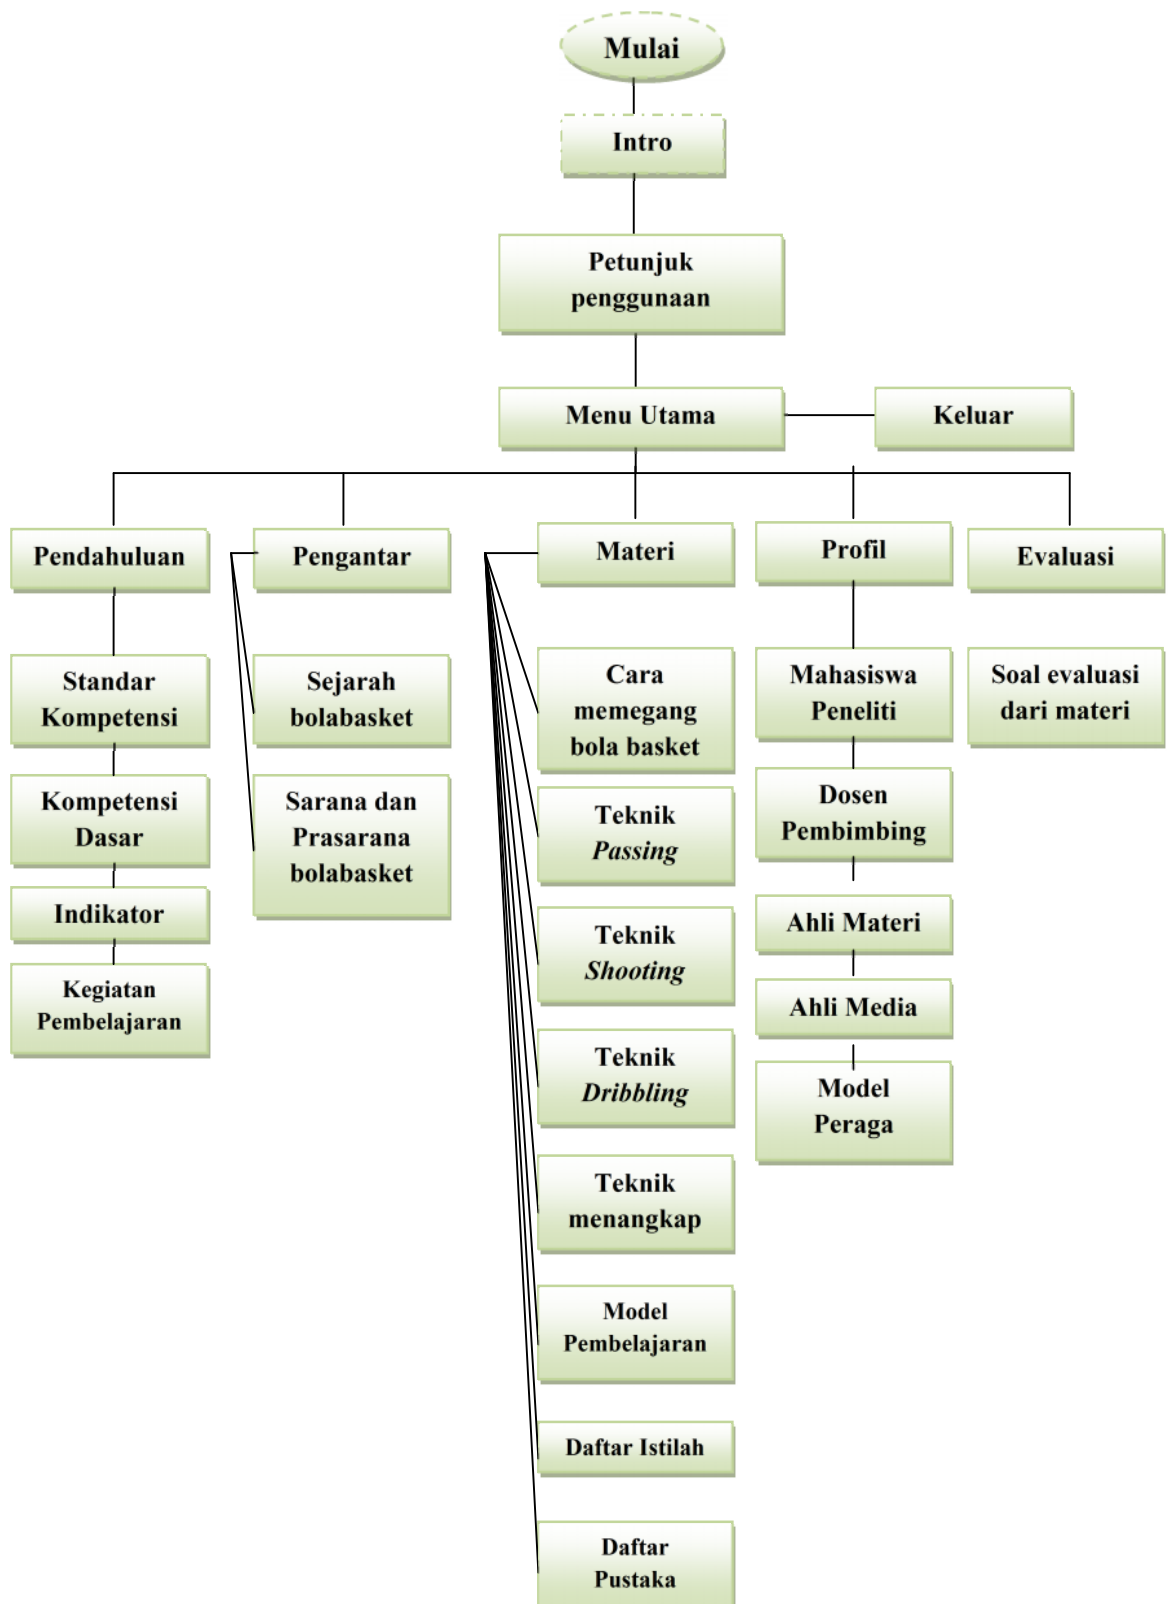 Mulai
Intro
Petunjuk
penggunaan
Menu Utama
Keluar
Pendahuluan
Pengantar
Materi
Profil
Evaluasi
Standar
Kompetensi
Kompetensi
Dasar
Indikator
Kegiatan
Pembelajaran
Sejarah
bolabasket
Sarana dan
Prasarana
bolabasket
Cara
memegang
bola basket
Teknik
Passing
Teknik
Shooting
Teknik
Dribbling
Teknik
menangkap
Model
Pembelajaran
Daftar Istilah
Daftar
Pustaka
Mahasiswa
Peneliti
Dosen
Pembimbing
Ahli Materi
Ahli Media
Model
Peraga
Soal evaluasi
dari materi